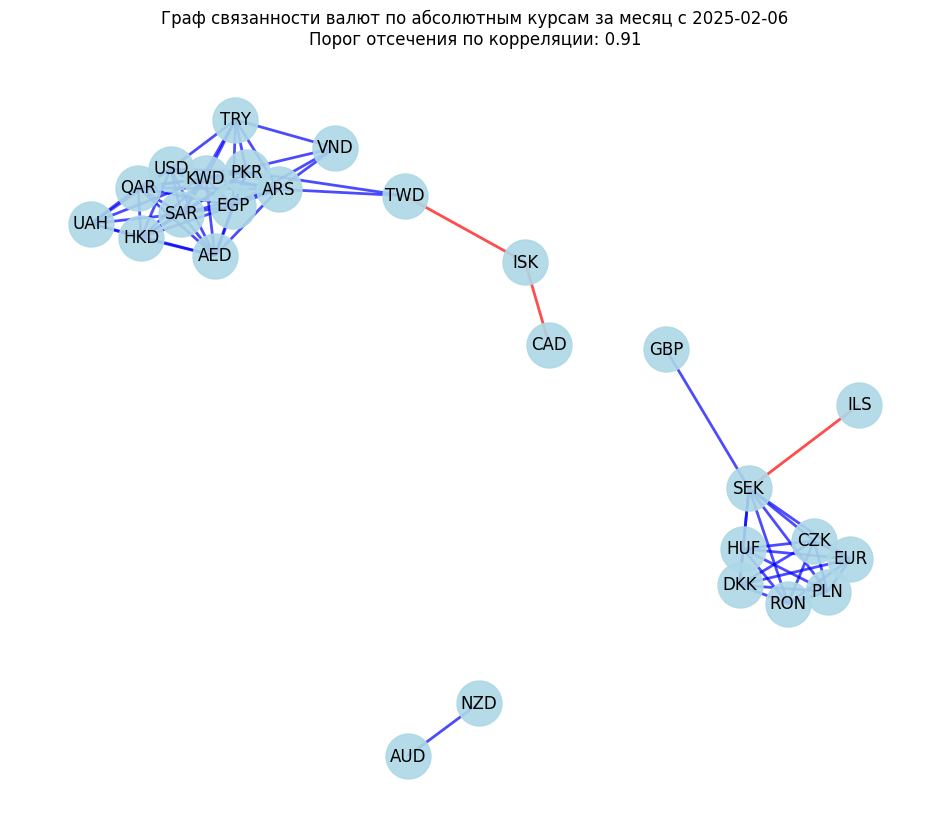 Граф связанности валют по абсолютным курсам за месяц с 2025-02-06
Порог отсечения по корреляции: 0.91
TRY
VND
USD
KWD
PKR
QAR
ARS
TWD
SAR
EGP
UAH
HKD
AED
ISK
CAD
GBP
ILS
SEK
HUF
CZK
EUR
DKK
PLN
RON
NZD
AUD